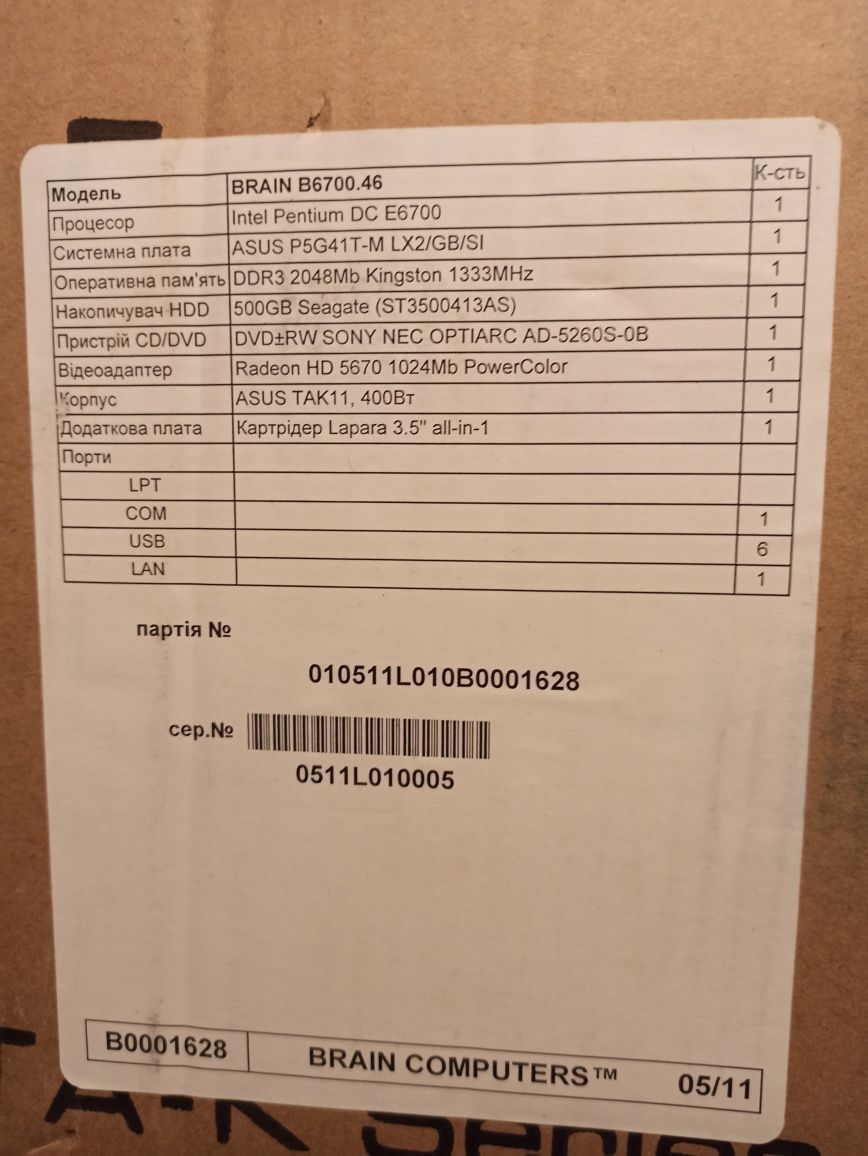 Модель BRAIN B6700.46 К-сть
Процесор Intel Pentium DC E6700 1
Системна плата ASUS P5G41T-M LX2/GB/SI 1
Оперативна пам'ять DDR3 2048Mb Kingston 1333MHz 1
Накопичувач HDD 500GB Seagate (ST3500413AS) 1
Пристрій CD/DVD DVD±RW SONY NEC OPTIARC AD-5260S-0B 1
Відеоадаптер Radeon HD 5670 1024Mb PowerColor 1
Корпус ASUS TAK11, 400Вт 1
Додаткова плата Картрідер Lapara 3.5" all-in-1 1
Порти
LPT
COM 1
USB 6
LAN 1
партія №
010511L010B0001628
сер.№
0511L010005
B0001628 BRAIN COMPUTERS™ 05/11
Series